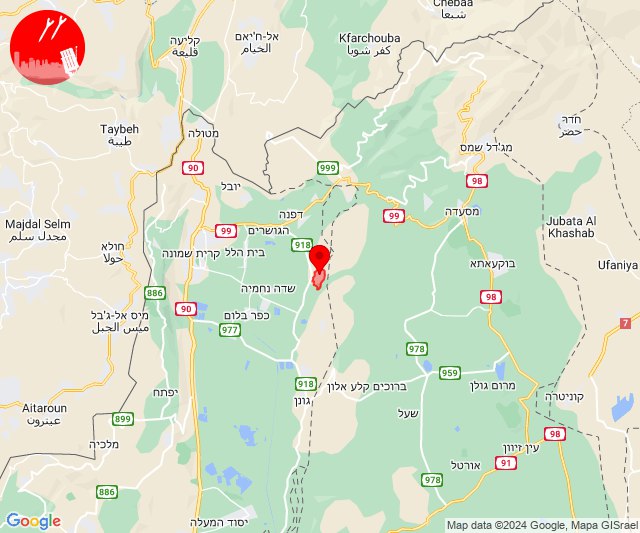 Chebaa
شبعا
Kfarchouba
كفر شوبا
אל-ח'יאם
الخيام
קליעה
قليعة
חדר
حضر
Taybeh
طيبة
מטולה
מג'דל שמס
999
90
98
יובל
Majdal Selm
مجدل سلم
דפנה
99
מסעדה
Jubata Al
Khashab
99
הגושרים
918
חולא
حولا
קרית שמונה
בית הלל
בוקעאתא
Ufaniya
886
שדה נחמיה
98
90
מיס אל-ג'בל
ميس الجبل
כפר בלום
7
977
978
959
918
ברוכים קלע אלון
מרום גולן
יפתח
גונן
קוניטרה
Aitaroun
عيترون
899
שעל
98
עין זיוון
מלכיה
91
אורטל
978
886
יסוד המעלה
Google
Map data ©2024 Google, Mapa GISrael